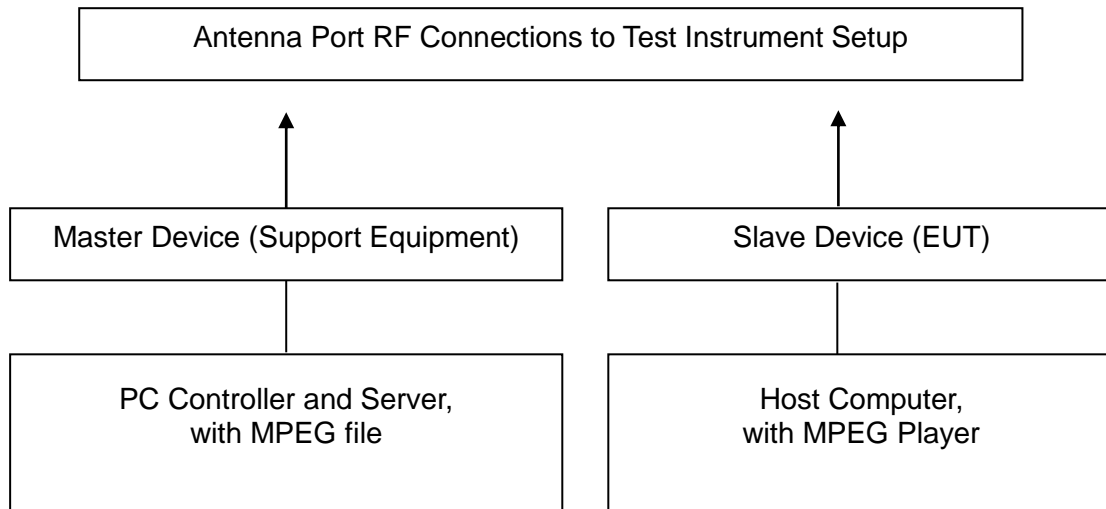 Antenna Port RF Connections to Test Instrument Setup
Master Device (Support Equipment)
Slave Device (EUT)
PC Controller and Server,
with MPEG file
Host Computer,
with MPEG Player